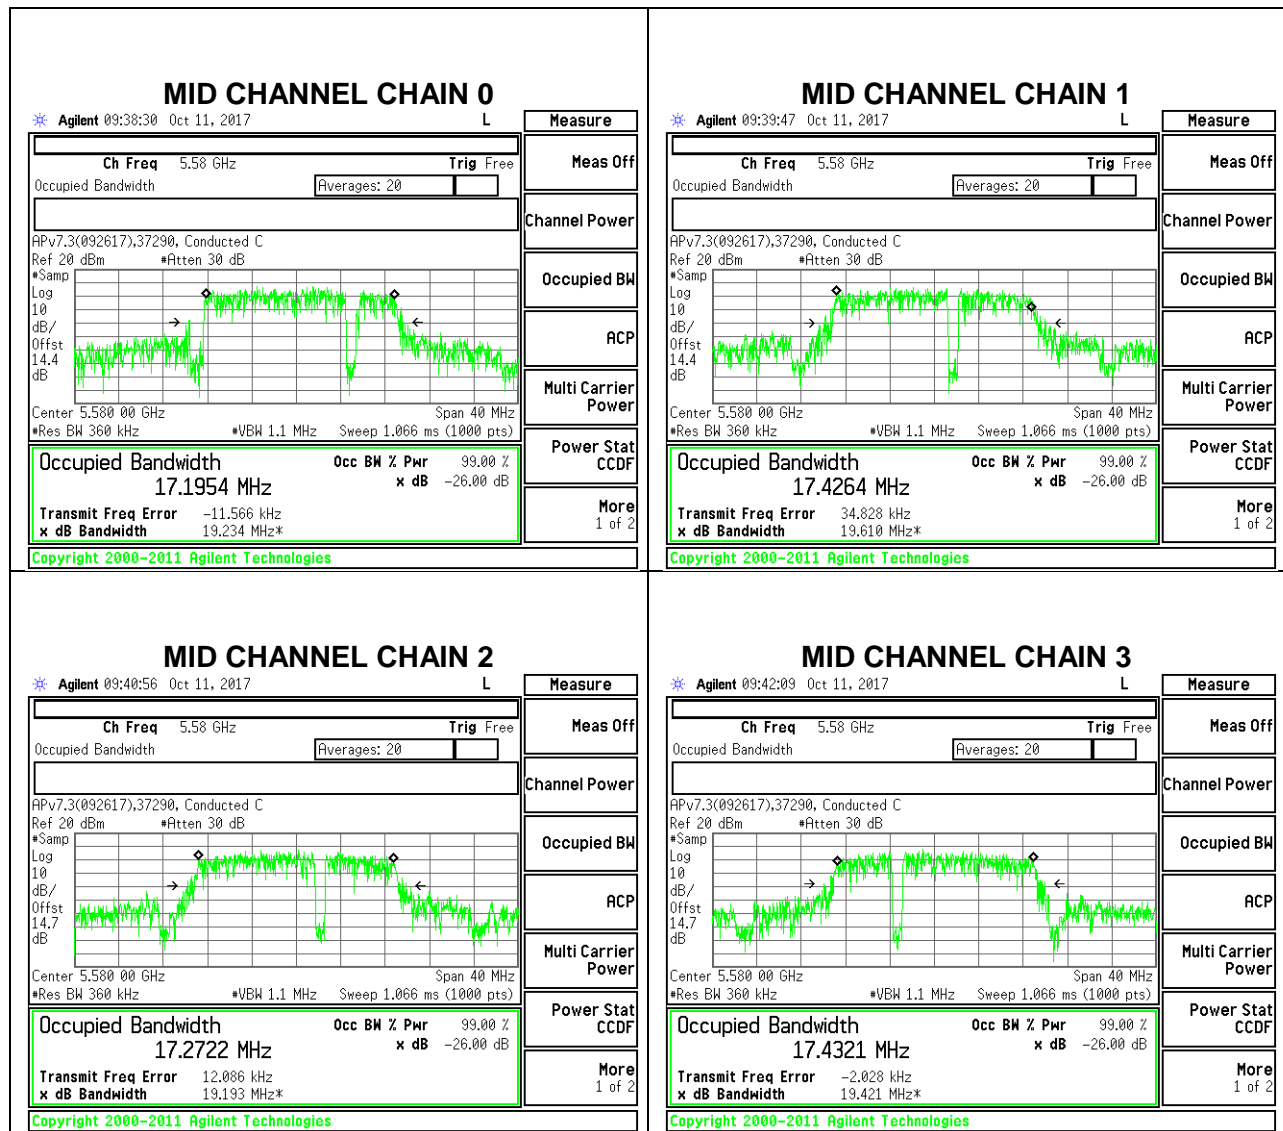 MID CHANNEL CHAIN 0
Agilent 09:38:30 Oct 11, 2017 L Measure
Ch Freq 5.58 GHz Trig Free Meas Off
Occupied Bandwidth Averages: 20
Channel Power
APv7.3(092617),37290, Conducted C
Ref 20 dBm #Atten 30 dB
#Samp Occupied BW
Log
10
dB/
Offst ACP
14.4
dB
Multi Carrier
Power
Center 5.580 00 GHz Span 40 MHz
#Res BW 360 kHz #VBW 1.1 MHz Sweep 1.066 ms (1000 pts)
Power Stat
CCDF
Occupied Bandwidth Occ BW % Pwr 99.00 %
17.1954 MHz x dB -26.00 dB
More
1 of 2
Transmit Freq Error -11.566 kHz
x dB Bandwidth 19.234 MHz*
Copyright 2000-2011 Agilent Technologies
MID CHANNEL CHAIN 1
Agilent 09:39:47 Oct 11, 2017 L Measure
Ch Freq 5.58 GHz Trig Free Meas Off
Occupied Bandwidth Averages: 20
Channel Power
APv7.3(092617),37290, Conducted C
Ref 20 dBm #Atten 30 dB
#Samp Occupied BW
Log
10
dB/
Offst ACP
14.4
dB
Multi Carrier
Power
Center 5.580 00 GHz Span 40 MHz
#Res BW 360 kHz #VBW 1.1 MHz Sweep 1.066 ms (1000 pts)
Power Stat
CCDF
Occupied Bandwidth Occ BW % Pwr 99.00 %
17.4264 MHz x dB -26.00 dB
More
1 of 2
Transmit Freq Error 34.828 kHz
x dB Bandwidth 19.610 MHz*
Copyright 2000-2011 Agilent Technologies
MID CHANNEL CHAIN 2
Agilent 09:40:56 Oct 11, 2017 L Measure
Ch Freq 5.58 GHz Trig Free Meas Off
Occupied Bandwidth Averages: 20
Channel Power
APv7.3(092617),37290, Conducted C
Ref 20 dBm #Atten 30 dB
#Samp Occupied BW
Log
10
dB/
Offst ACP
14.7
dB
Multi Carrier
Power
Center 5.580 00 GHz Span 40 MHz
#Res BW 360 kHz #VBW 1.1 MHz Sweep 1.066 ms (1000 pts)
Power Stat
CCDF
Occupied Bandwidth Occ BW % Pwr 99.00 %
17.2722 MHz x dB -26.00 dB
More
1 of 2
Transmit Freq Error 12.086 kHz
x dB Bandwidth 19.193 MHz*
Copyright 2000-2011 Agilent Technologies
MID CHANNEL CHAIN 3
Agilent 09:42:09 Oct 11, 2017 L Measure
Ch Freq 5.58 GHz Trig Free Meas Off
Occupied Bandwidth Averages: 20
Channel Power
APv7.3(092617),37290, Conducted C
Ref 20 dBm #Atten 30 dB
#Samp Occupied BW
Log
10
dB/
Offst ACP
14.7
dB
Multi Carrier
Power
Center 5.580 00 GHz Span 40 MHz
#Res BW 360 kHz #VBW 1.1 MHz Sweep 1.066 ms (1000 pts)
Power Stat
CCDF
Occupied Bandwidth Occ BW % Pwr 99.00 %
17.4321 MHz x dB -26.00 dB
More
1 of 2
Transmit Freq Error -2.028 kHz
x dB Bandwidth 19.421 MHz*
Copyright 2000-2011 Agilent Technologies